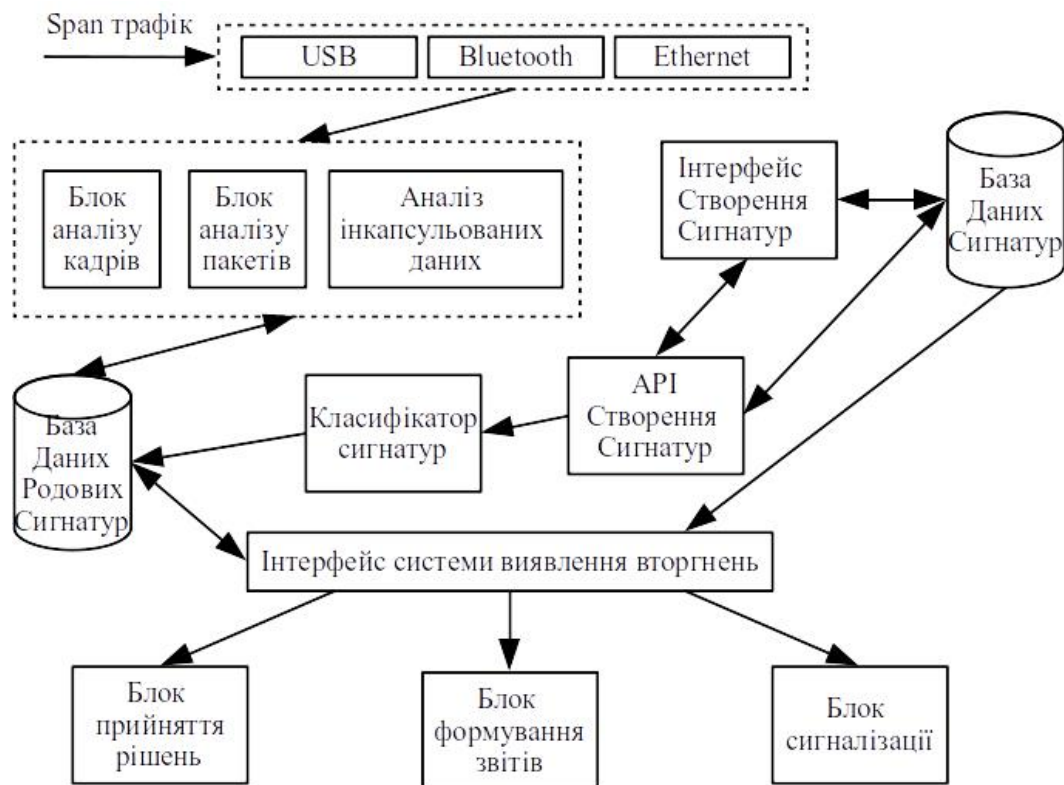 Span трафік
USB
Bluetooth
Ethernet
Блок
аналізу
кадрів
Блок
аналізу
пакетів
Аналіз
інкапсульованих
даних
Інтерфейс
Створення
Сигнатур
База
Даних
Сигнатур
База
Даних
Родових
Сигнатур
Класифікатор
сигнатур
API
Створення
Сигнатур
Інтерфейс системи виявлення вторгнень
Блок
прийняття
рішень
Блок
формування
звітів
Блок
сигналізації